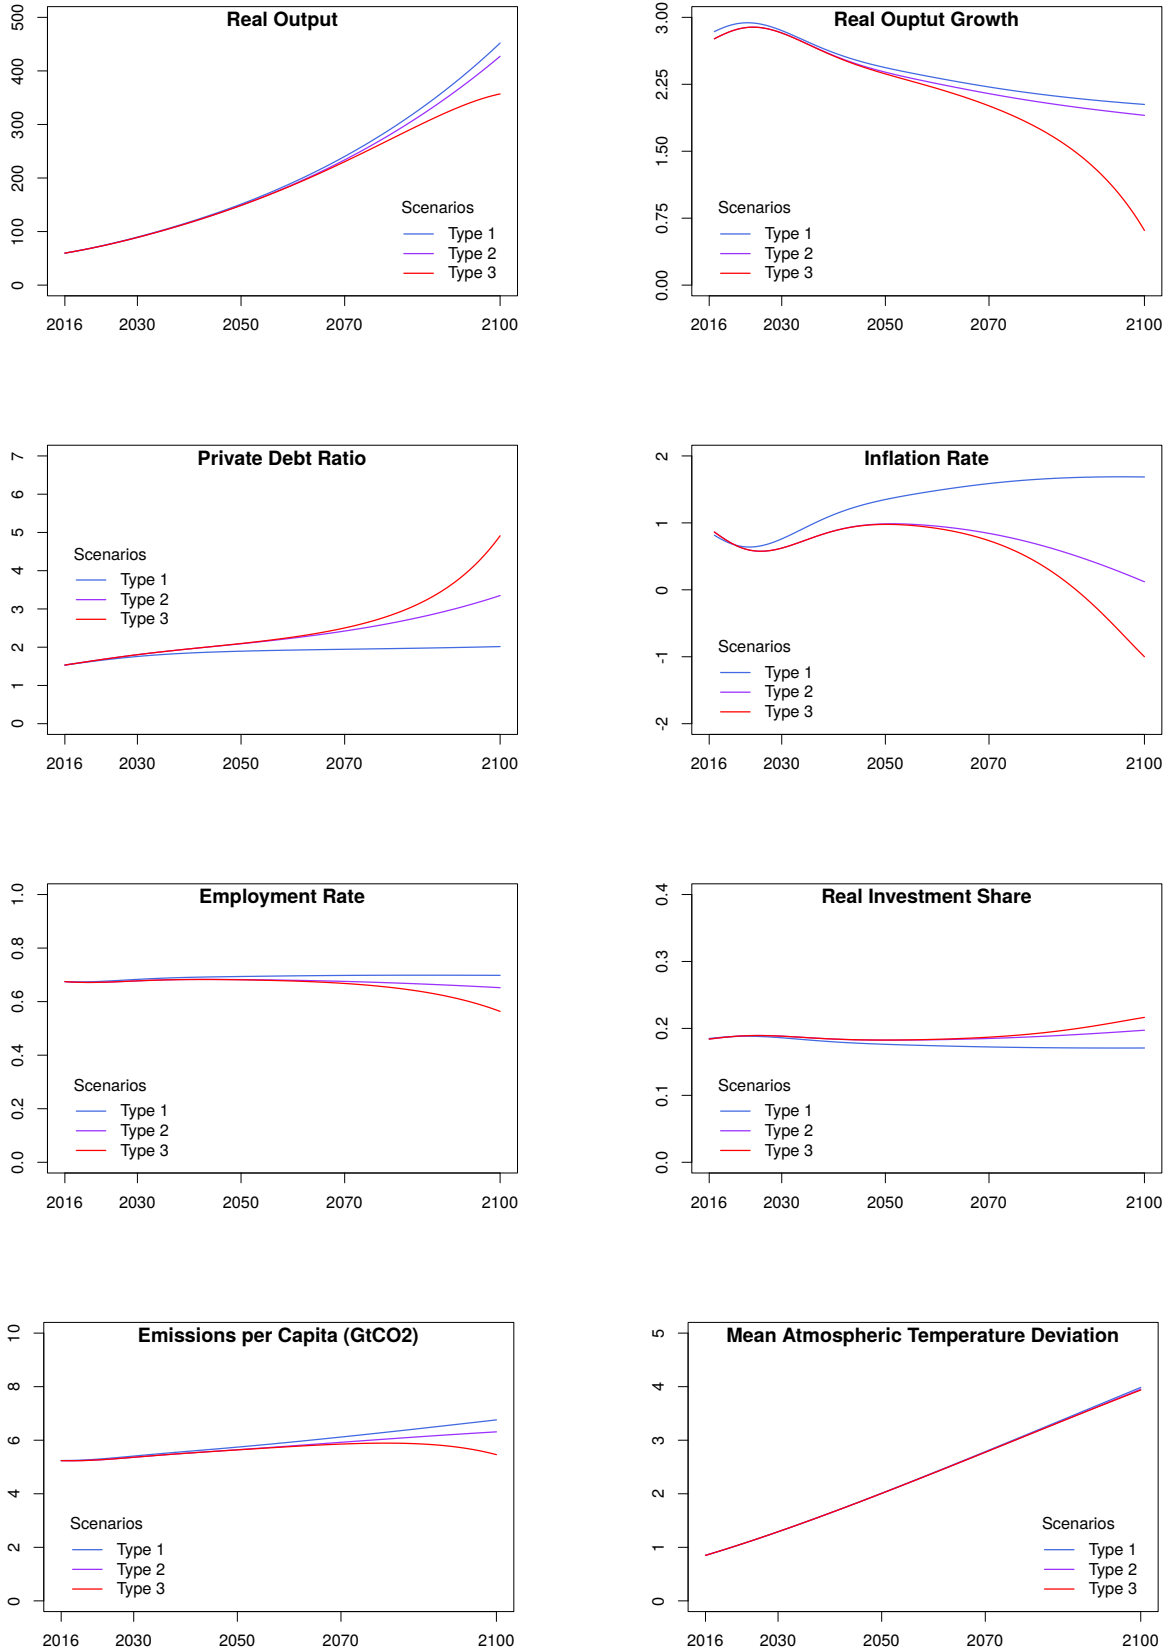 Real Output
500
400
300
200
100
0
Scenarios
Type 1
Type 2
Type 3
2016 2030 2050 2070 2100
Real Ouptut Growth
3.00
2.25
1.50
0.75
0.00
Scenarios
Type 1
Type 2
Type 3
2016 2030 2050 2070 2100
Private Debt Ratio
7
6
5
4
3
2
1
0
Scenarios
Type 1
Type 2
Type 3
2016 2030 2050 2070 2100
Inflation Rate
2
1
0
-1
-2
Scenarios
Type 1
Type 2
Type 3
2016 2030 2050 2070 2100
Employment Rate
1.0
0.8
0.6
0.4
0.2
0.0
Scenarios
Type 1
Type 2
Type 3
2016 2030 2050 2070 2100
Real Investment Share
0.4
0.3
0.2
0.1
0.0
Scenarios
Type 1
Type 2
Type 3
2016 2030 2050 2070 2100
Emissions per Capita (GtCO2)
10
8
6
4
2
0
Scenarios
Type 1
Type 2
Type 3
2016 2030 2050 2070 2100
Mean Atmospheric Temperature Deviation
5
4
3
2
1
0
Scenarios
Type 1
Type 2
Type 3
2016 2030 2050 2070 2100